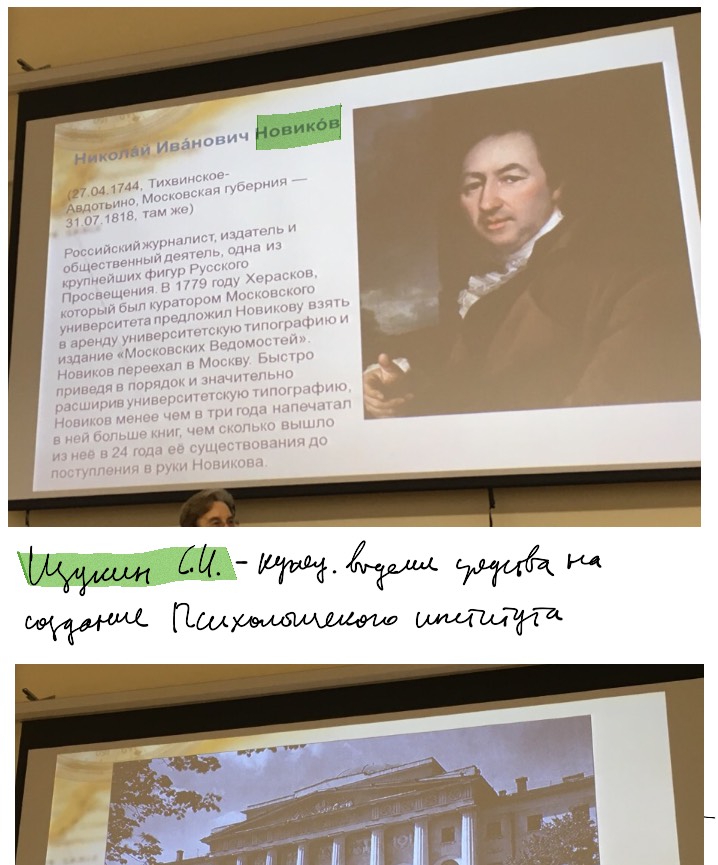 Никола́й Ива́нович Новико́в
(27.04.1744, Тихвинское-
Авдотьино, Московская губерния —
31.07.1818, там же)
Российский журналист, издатель и
общественный деятель, одна из
крупнейших фигур Русского
Просвещения. В 1779 году Херасков,
который был куратором Московского
университета предложил Новикову взять
в аренду университетскую типографию и
издание «Московских Ведомостей».
Новиков переехал в Москву. Быстро
приведя в порядок и значительно
расширив университетскую типографию,
Новиков менее чем в три года напечатал
в ней больше книг, чем сколько вышло
из неё в 24 года её существования до
поступления в руки Новикова.
Щукин С.И. - купец. выделил средства на
создание Психологического института